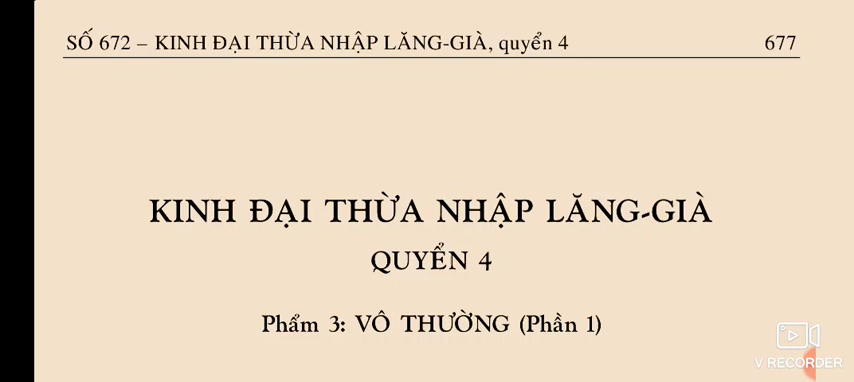 SỐ 672 – KINH ĐẠI THỪA NHẬP LĂNG-GIÀ, quyển 4 677
KINH ĐẠI THỪA NHẬP LĂNG-GIÀ
QUYỂN 4
Phẩm 3: VÔ THƯỜNG (Phần 1)
V RECORDER